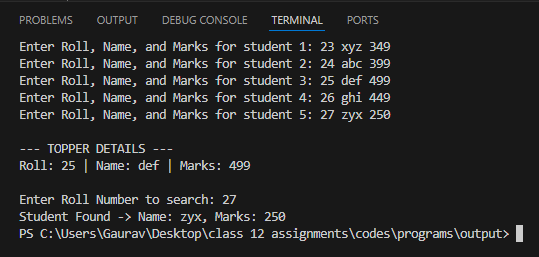 PROBLEMS OUTPUT DEBUG CONSOLE TERMINAL PORTS
Enter Roll, Name, and Marks for student 1: 23 xyz 349
Enter Roll, Name, and Marks for student 2: 24 abc 399
Enter Roll, Name, and Marks for student 3: 25 def 499
Enter Roll, Name, and Marks for student 4: 26 ghi 449
Enter Roll, Name, and Marks for student 5: 27 zyx 250
--- TOPPER DETAILS ---
Roll: 25 | Name: def | Marks: 499
Enter Roll Number to search: 27
Student Found -> Name: zyx, Marks: 250
PS C:\Users\Gaurav\Desktop\class 12 assignments\codes\programs\output>